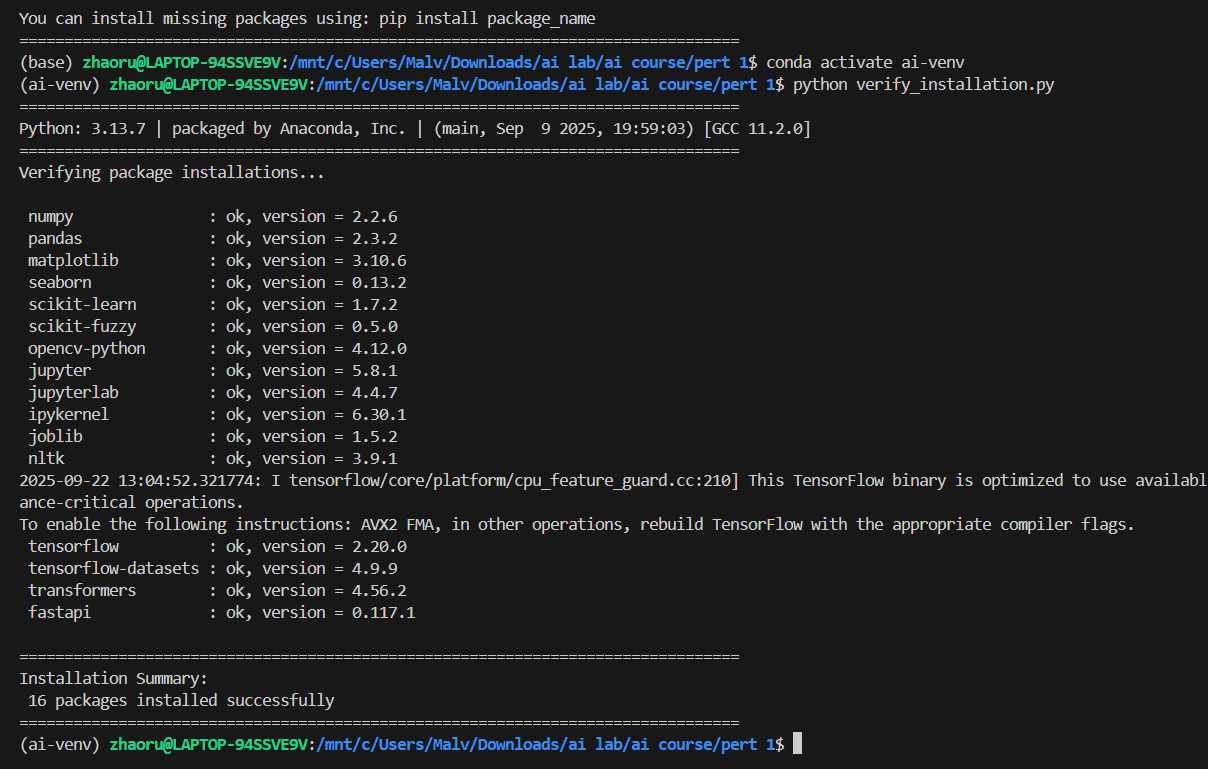 You can install missing packages using: pip install package_name
================================================================================
(base) zhaoru@LAPTOP-94SSVE9V:/mnt/c/Users/Malv/Downloads/ai lab/ai course/pert 1$ conda activate ai-venv
(ai-venv) zhaoru@LAPTOP-94SSVE9V:/mnt/c/Users/Malv/Downloads/ai lab/ai course/pert 1$ python verify_installation.py
================================================================================
Python: 3.13.7 | packaged by Anaconda, Inc. | (main, Sep  9 2025, 19:59:03) [GCC 11.2.0]
================================================================================
Verifying package installations...
numpy               : ok, version = 2.2.6
pandas              : ok, version = 2.3.2
matplotlib          : ok, version = 3.10.6
seaborn             : ok, version = 0.13.2
scikit-learn        : ok, version = 1.7.2
scikit-fuzzy        : ok, version = 0.5.0
opencv-python       : ok, version = 4.12.0
jupyter             : ok, version = 5.8.1
jupyterlab          : ok, version = 4.4.7
ipykernel           : ok, version = 6.30.1
joblib              : ok, version = 1.5.2
nltk                : ok, version = 3.9.1
2025-09-22 13:04:52.321774: I tensorflow/core/platform/cpu_feature_guard.cc:210] This TensorFlow binary is optimized to use availabl
ance-critical operations.
To enable the following instructions: AVX2 FMA, in other operations, rebuild TensorFlow with the appropriate compiler flags.
tensorflow          : ok, version = 2.20.0
tensorflow-datasets : ok, version = 4.9.9
transformers        : ok, version = 4.56.2
fastapi             : ok, version = 0.117.1
================================================================================
Installation Summary:
16 packages installed successfully
================================================================================
(ai-venv) zhaoru@LAPTOP-94SSVE9V:/mnt/c/Users/Malv/Downloads/ai lab/ai course/pert 1$